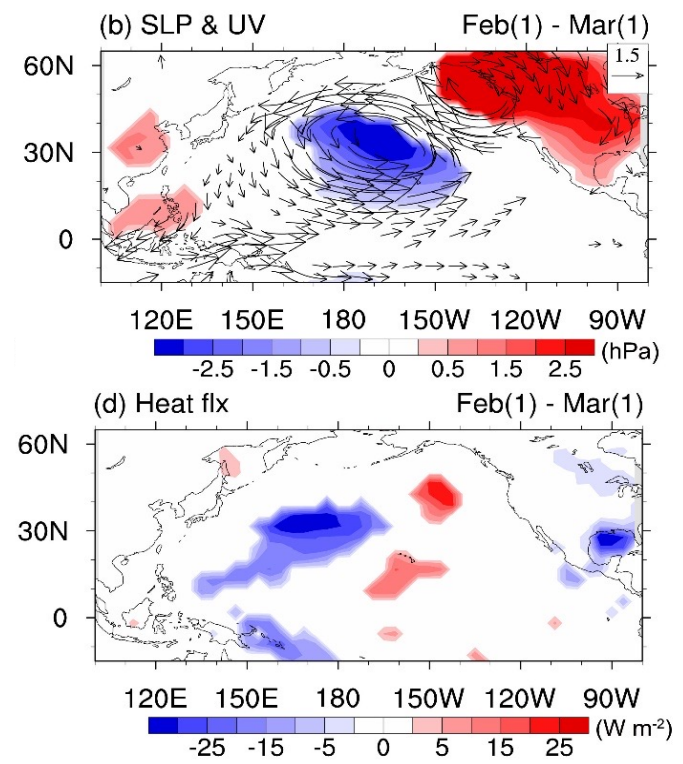 (b) SLP & UV Feb(1) - Mar(1)
1.5
60N
30N
0
120E 150E 180 150W 120W 90W
-2.5 -1.5 -0.5 0 0.5 1.5 2.5 (hPa)
(d) Heat flx Feb(1) - Mar(1)
60N
30N
0
120E 150E 180 150W 120W 90W
-25 -15 -5 0 5 15 25 (W m⁻²)